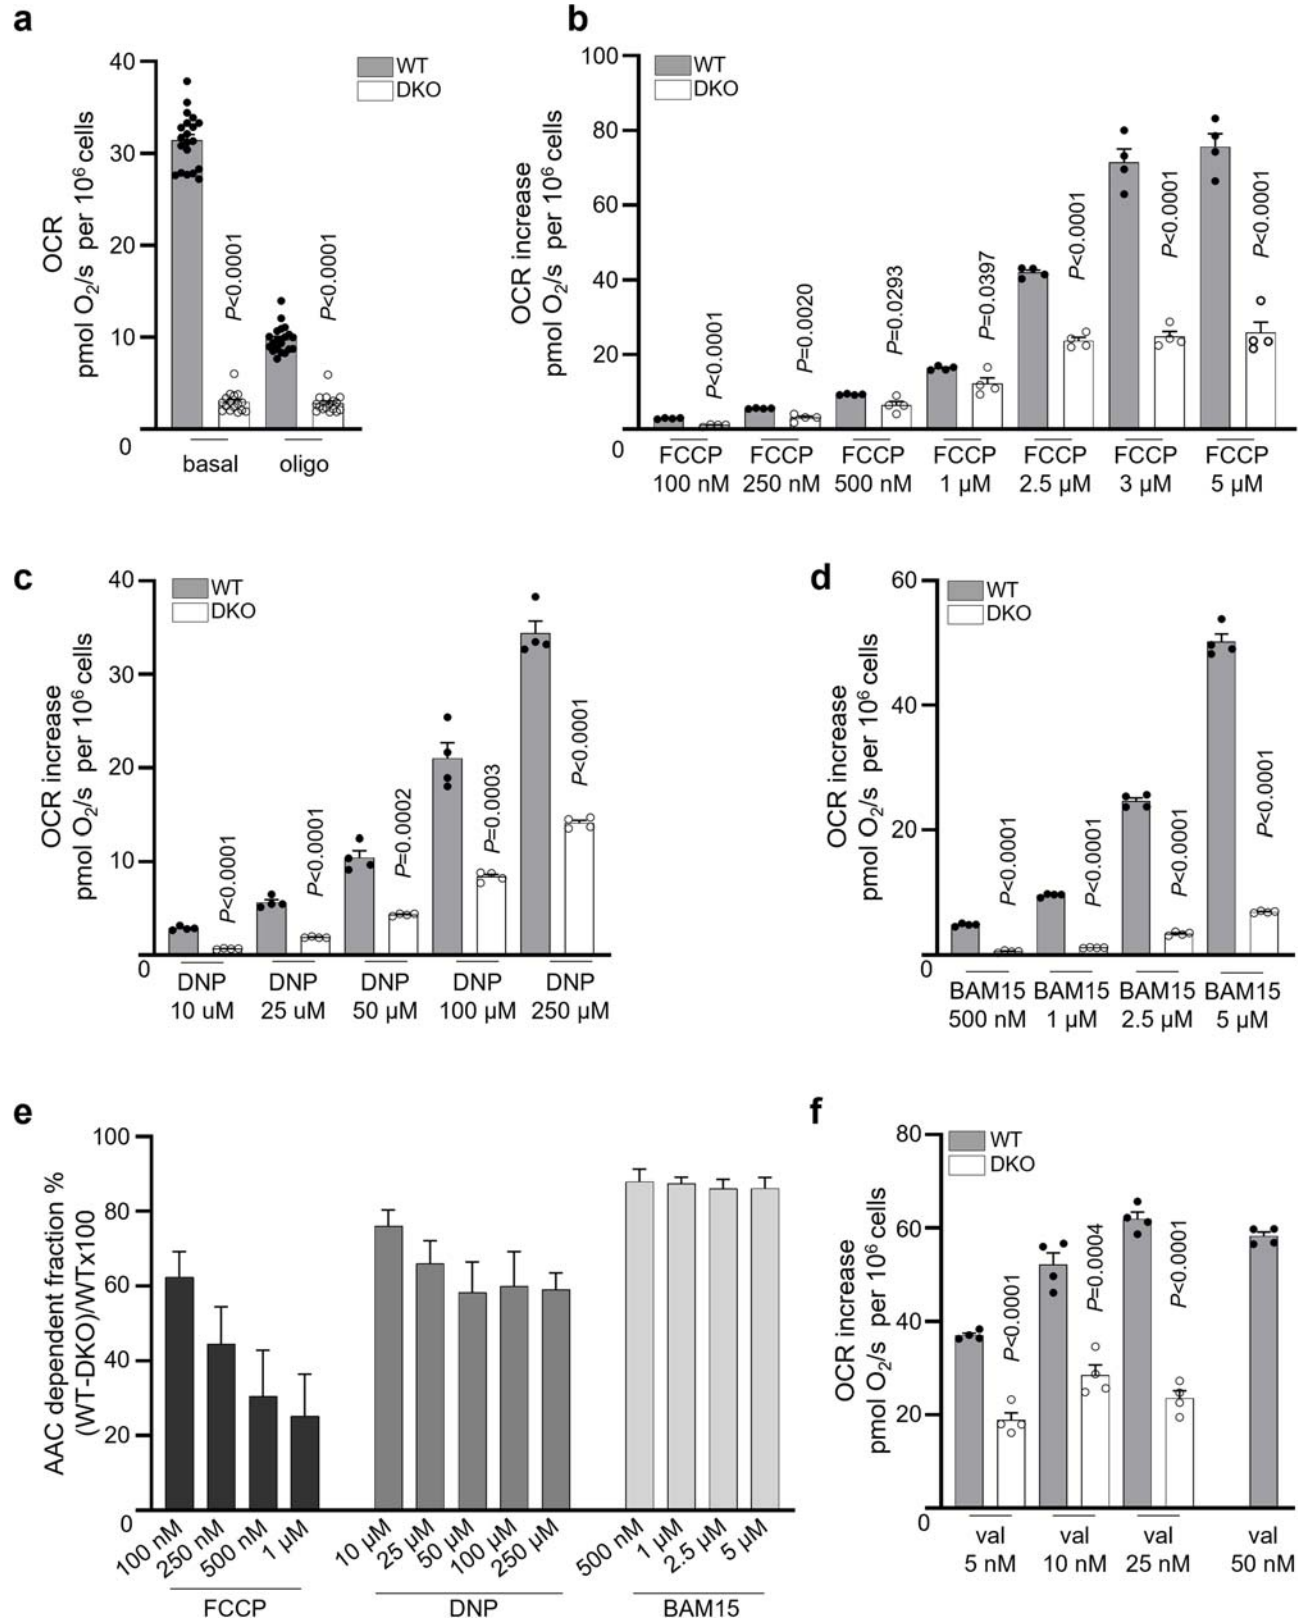 a
40
30
20
10
0
OCR
pmol O2/s per 10⁶ cells
WT
DKO
P<0.0001
P<0.0001
basal
oligo
b
100
80
60
40
20
0
OCR increase
pmol O2/s per 10⁶ cells
WT
DKO
P<0.0001
P=0.0020
P=0.0293
P=0.0397
P<0.0001
P<0.0001
P<0.0001
FCCP
100 nM
FCCP
250 nM
FCCP
500 nM
FCCP
1 µM
FCCP
2.5 µM
FCCP
3 µM
FCCP
5 µM
c
40
30
20
10
0
OCR increase
pmol O2/s per 10⁶ cells
WT
DKO
P<0.0001
P<0.0001
P=0.0002
P=0.0003
P<0.0001
DNP
10 uM
DNP
25 uM
DNP
50 µM
DNP
100 µM
DNP
250 µM
d
60
40
20
0
OCR increase
pmol O2/s per 10⁶ cells
WT
DKO
P<0.0001
P<0.0001
P<0.0001
P<0.0001
BAM15
500 nM
BAM15
1 µM
BAM15
2.5 µM
BAM15
5 µM
e
100
80
60
40
20
0
AAC dependent fraction %
(WT-DKO)/WTx100
100 nM
250 nM
500 nM
1 µM
FCCP
10 µM
25 µM
50 µM
100 µM
250 µM
DNP
500 nM
1 µM
2.5 µM
5 µM
BAM15
f
80
60
40
20
0
OCR increase
pmol O2/s per 10⁶ cells
WT
DKO
P<0.0001
P=0.0004
P<0.0001
val
5 nM
val
10 nM
val
25 nM
val
50 nM